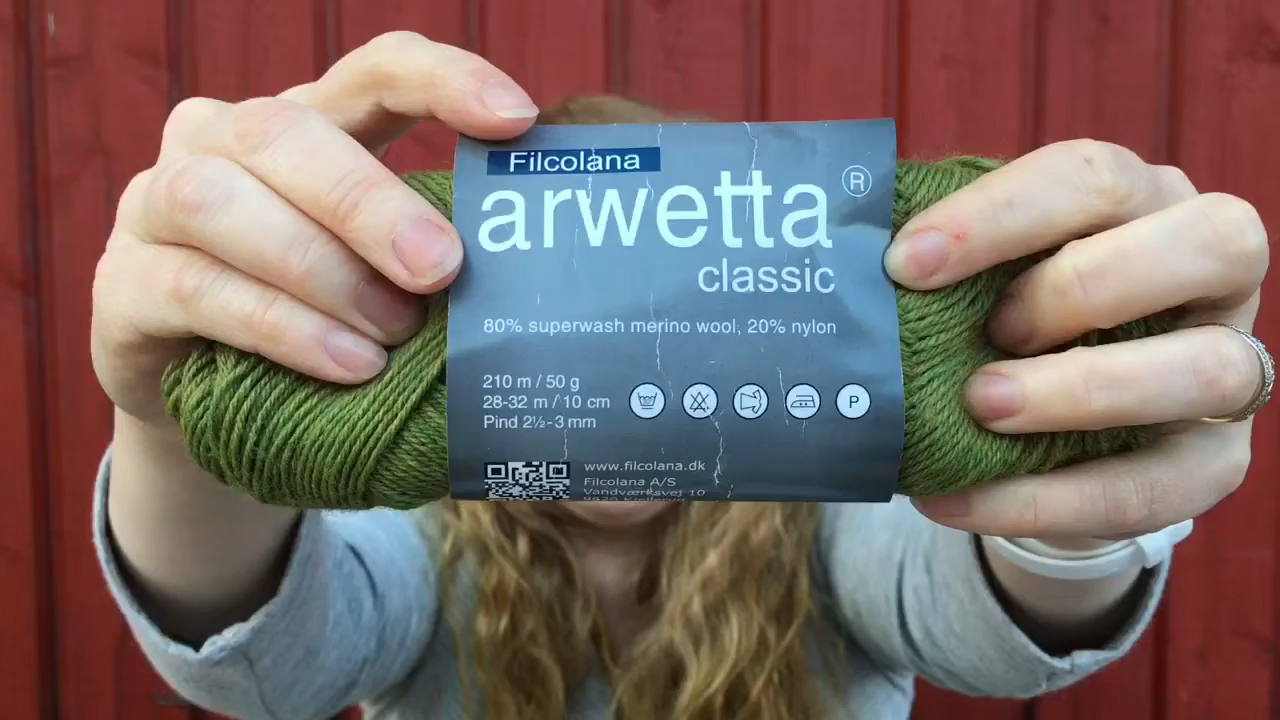 Filcolana
arwetta ®
classic
80% superwash merino wool, 20% nylon
210 m / 50 g
28-32 m / 10 cm
Pind 2½-3 mm
P
www.filcolana.dk
Filcolana A/S
Vandværksvej 10